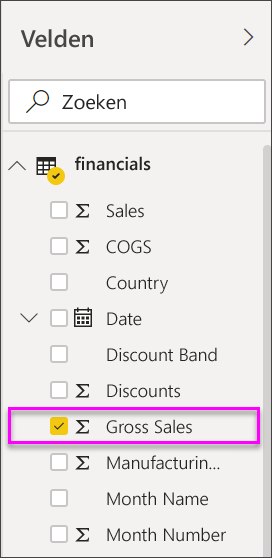 Velden
Zoeken
financials
Σ Sales
Σ COGS
Country
Date
Discount Band
Σ Discounts
Σ Gross Sales
Σ Manufacturin...
Month Name
Σ Month Number